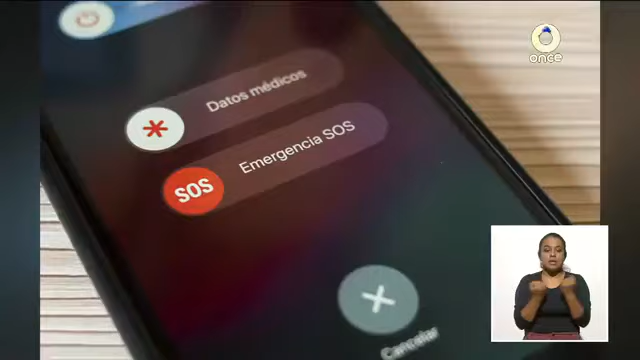 once
Datos médicos
Emergencia SOS
SOS
Cancelar